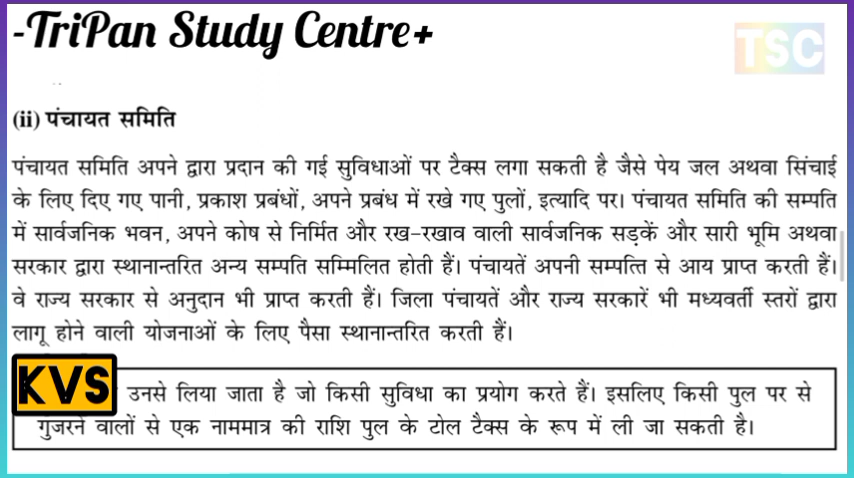 -TriPan Study Centre+
TSC
(ii) पंचायत समिति
पंचायत समिति अपने द्वारा प्रदान की गई सुविधाओं पर टैक्स लगा सकती है जैसे पेय जल अथवा सिंचाई
के लिए दिए गए पानी, प्रकाश प्रबंधों, अपने प्रबंध में रखे गए पुलों, इत्यादि पर। पंचायत समिति की सम्पति
में सार्वजनिक भवन, अपने कोष से निर्मित और रख-रखाव वाली सार्वजनिक सड़कें और सारी भूमि अथवा
सरकार द्वारा स्थानान्तरित अन्य सम्पति सम्मिलित होती हैं। पंचायतें अपनी सम्पत्ति से आय प्राप्त करती हैं।
वे राज्य सरकार से अनुदान भी प्राप्त करती हैं। जिला पंचायतें और राज्य सरकारें भी मध्यवर्ती स्तरों द्वारा
लागू होने वाली योजनाओं के लिए पैसा स्थानान्तरित करती हैं।
KVS उनसे लिया जाता है जो किसी सुविधा का प्रयोग करते हैं। इसलिए किसी पुल पर से
गुजरने वालों से एक नाममात्र की राशि पुल के टोल टैक्स के रूप में ली जा सकती है।